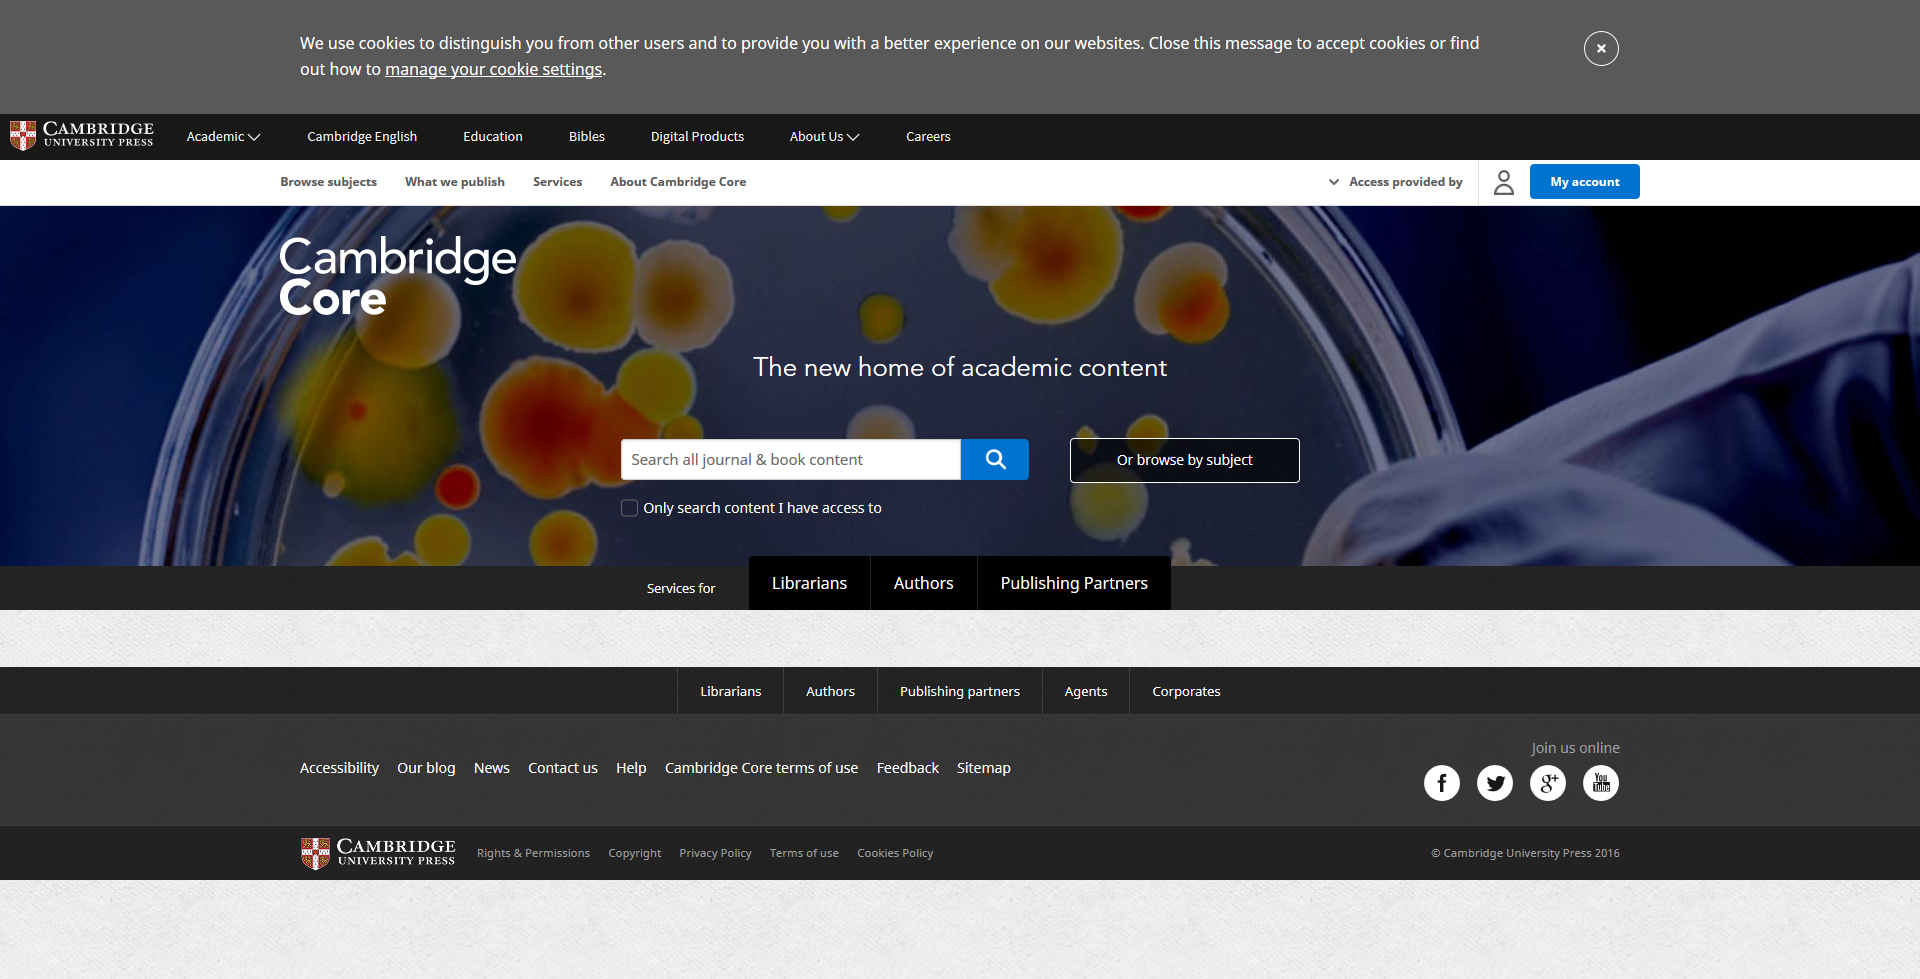 We use cookies to distinguish you from other users and to provide you with a better experience on our websites. Close this message to accept cookies or find
out how to manage your cookie settings.
CAMBRIDGE
UNIVERSITY PRESS
Academic
Cambridge English
Education
Bibles
Digital Products
About Us
Careers
Browse subjects
What we publish
Services
About Cambridge Core
Access provided by
My account
Cambridge
Core
The new home of academic content
Search all journal & book content
Or browse by subject
Only search content I have access to
Services for
Librarians
Authors
Publishing Partners
Librarians
Authors
Publishing partners
Agents
Corporates
Accessibility
Our blog
News
Contact us
Help
Cambridge Core terms of use
Feedback
Sitemap
Join us online
f
g+
You
Tube
CAMBRIDGE
UNIVERSITY PRESS
Rights & Permissions
Copyright
Privacy Policy
Terms of use
Cookies Policy
© Cambridge University Press 2016